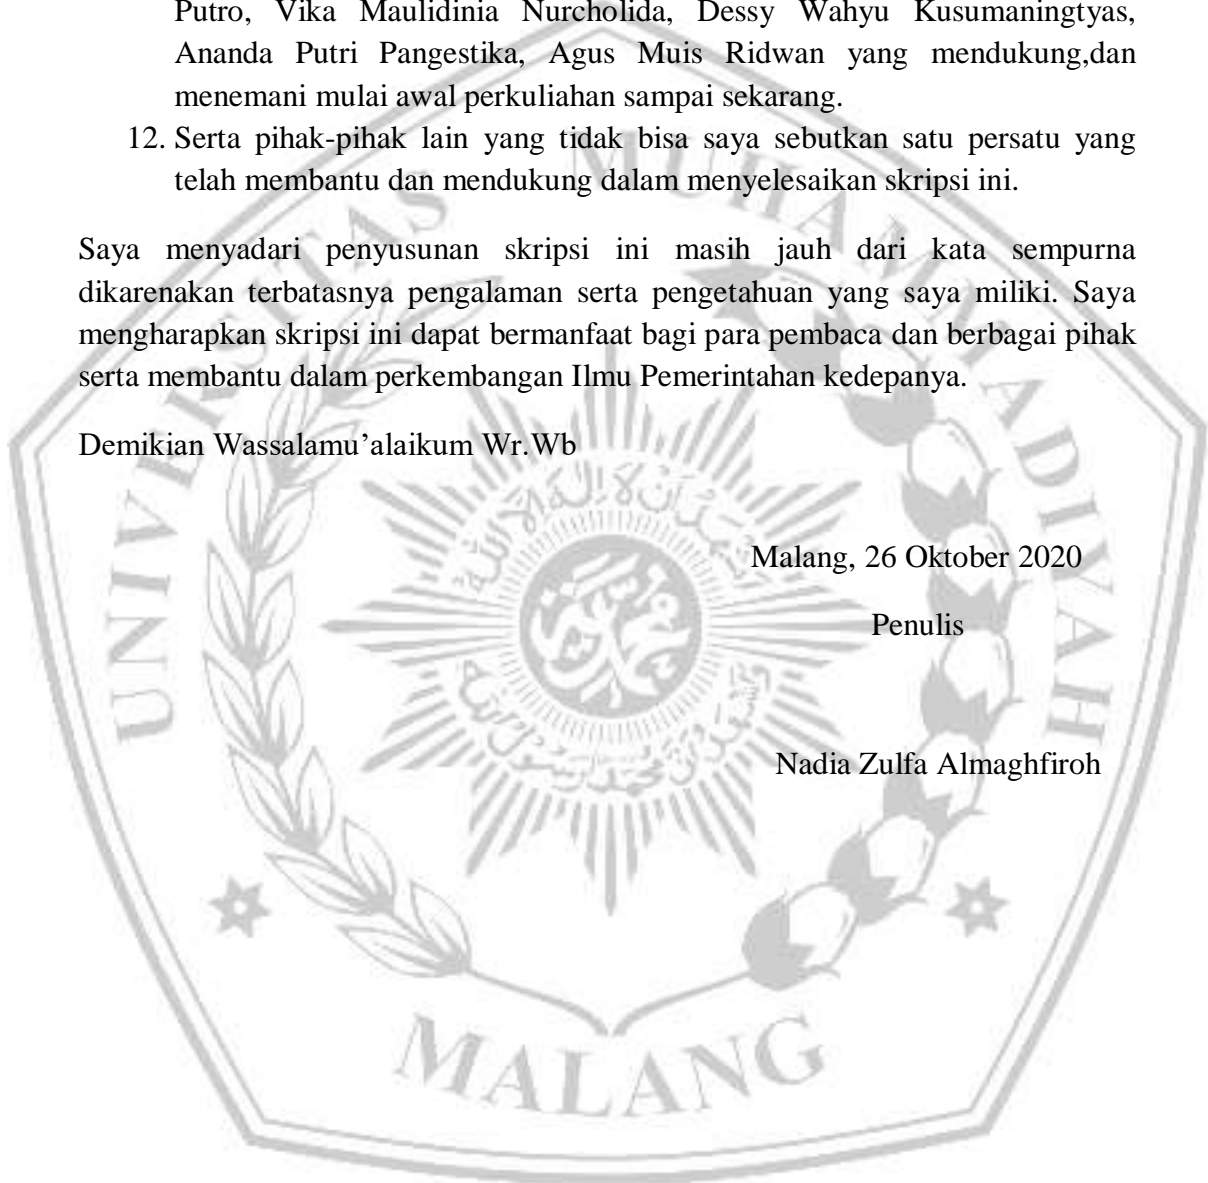 Putro, Vika Maulidinia Nurcholida, Dessy Wahyu Kusumaningtyas,
Ananda Putri Pangestika, Agus Muis Ridwan yang mendukung,dan
menemani mulai awal perkuliahan sampai sekarang.
12. Serta pihak-pihak lain yang tidak bisa saya sebutkan satu persatu yang
telah membantu dan mendukung dalam menyelesaikan skripsi ini.
Saya menyadari penyusunan skripsi ini masih jauh dari kata sempurna
dikarenakan terbatasnya pengalaman serta pengetahuan yang saya miliki. Saya
mengharapkan skripsi ini dapat bermanfaat bagi para pembaca dan berbagai pihak
serta membantu dalam perkembangan Ilmu Pemerintahan kedepanya.
Demikian Wassalamu’alaikum Wr.Wb
Malang, 26 Oktober 2020
Penulis
Nadia Zulfa Almaghfiroh
UNIVERSITAS MUHAMMADIYAH
MALANG